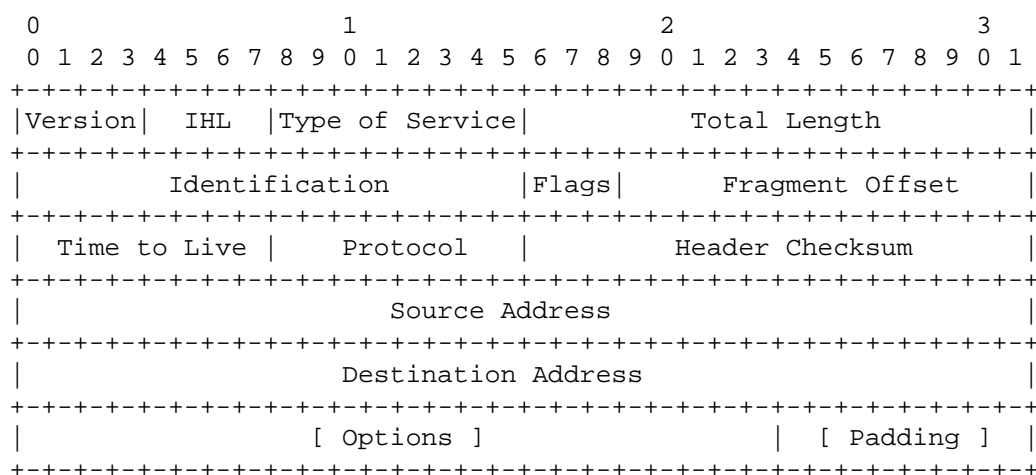 0                   1                   2                   3
0 1 2 3 4 5 6 7 8 9 0 1 2 3 4 5 6 7 8 9 0 1 2 3 4 5 6 7 8 9 0 1
+-+-+-+-+-+-+-+-+-+-+-+-+-+-+-+-+-+-+-+-+-+-+-+-+-+-+-+-+-+-+-+-+
|Version|  IHL  |Type of Service|          Total Length         |
+-+-+-+-+-+-+-+-+-+-+-+-+-+-+-+-+-+-+-+-+-+-+-+-+-+-+-+-+-+-+-+-+
|         Identification        |Flags|      Fragment Offset    |
+-+-+-+-+-+-+-+-+-+-+-+-+-+-+-+-+-+-+-+-+-+-+-+-+-+-+-+-+-+-+-+-+
|  Time to Live |    Protocol   |         Header Checksum       |
+-+-+-+-+-+-+-+-+-+-+-+-+-+-+-+-+-+-+-+-+-+-+-+-+-+-+-+-+-+-+-+-+
|                       Source Address                          |
+-+-+-+-+-+-+-+-+-+-+-+-+-+-+-+-+-+-+-+-+-+-+-+-+-+-+-+-+-+-+-+-+
|                    Destination Address                        |
+-+-+-+-+-+-+-+-+-+-+-+-+-+-+-+-+-+-+-+-+-+-+-+-+-+-+-+-+-+-+-+-+
|                  [ Options ]                  |  [ Padding ]  |
+-+-+-+-+-+-+-+-+-+-+-+-+-+-+-+-+-+-+-+-+-+-+-+-+-+-+-+-+-+-+-+-+